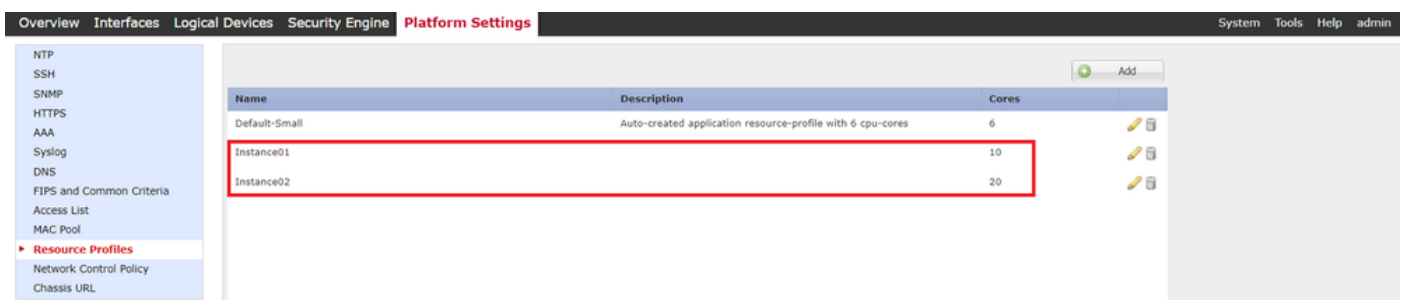 Overview Interfaces Logical Devices Security Engine Platform Settings System Tools Help admin
NTP
SSH
SNMP
HTTPS
AAA
Syslog
DNS
FIPS and Common Criteria
Access List
MAC Pool
Resource Profiles
Network Control Policy
Chassis URL
Add
Name Description Cores
Default-Small Auto-created application resource-profile with 6 cpu-cores 6
Instance01 10
Instance02 20